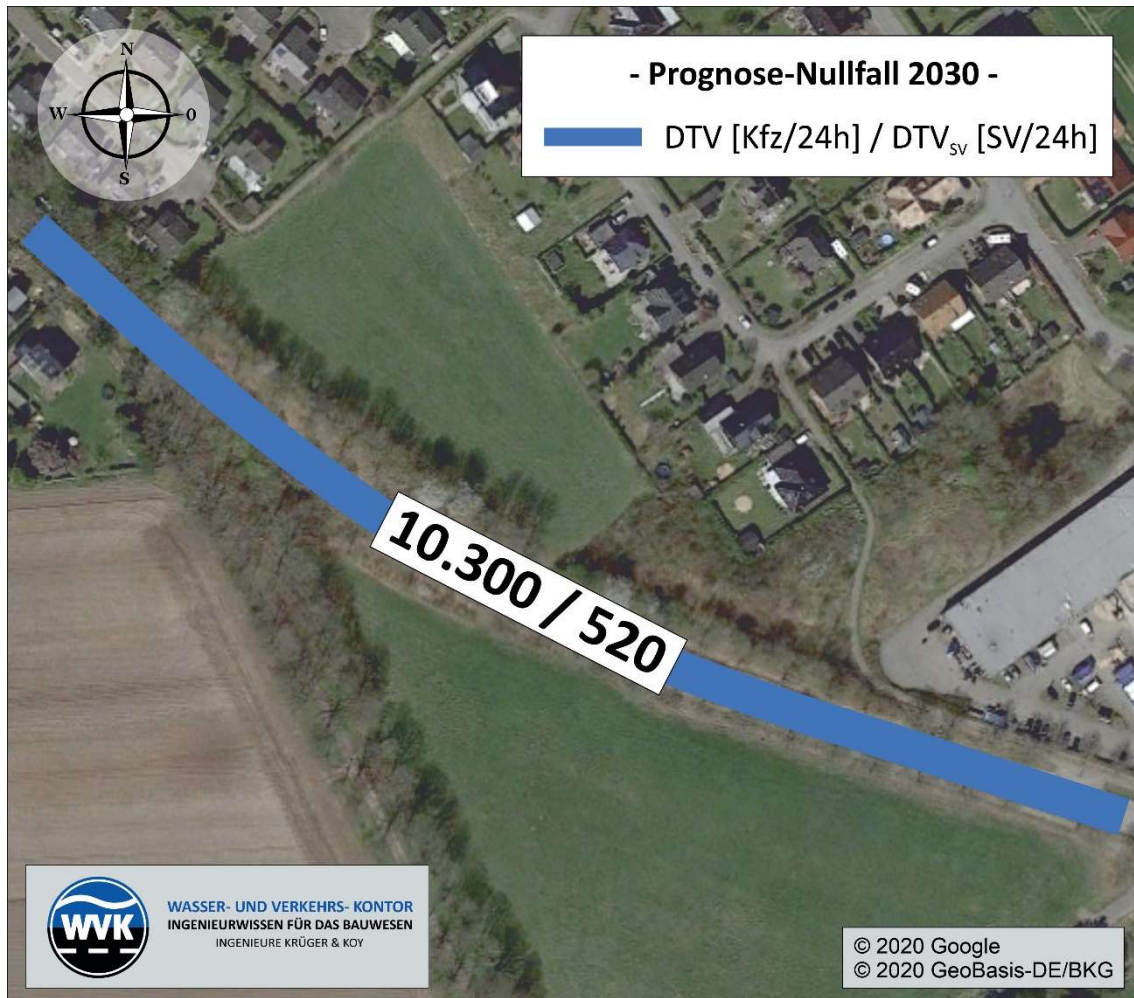 N
W
O
S
- Prognose-Nullfall 2030 -
DTV [Kfz/24h] / DTVSV [SV/24h]
10.300 / 520
WVK
WASSER- UND VERKEHRS- KONTOR
INGENIEURWISSEN FÜR DAS BAUWESEN
INGENIEURE KRÜGER & KOY
© 2020 Google
© 2020 GeoBasis-DE/BKG